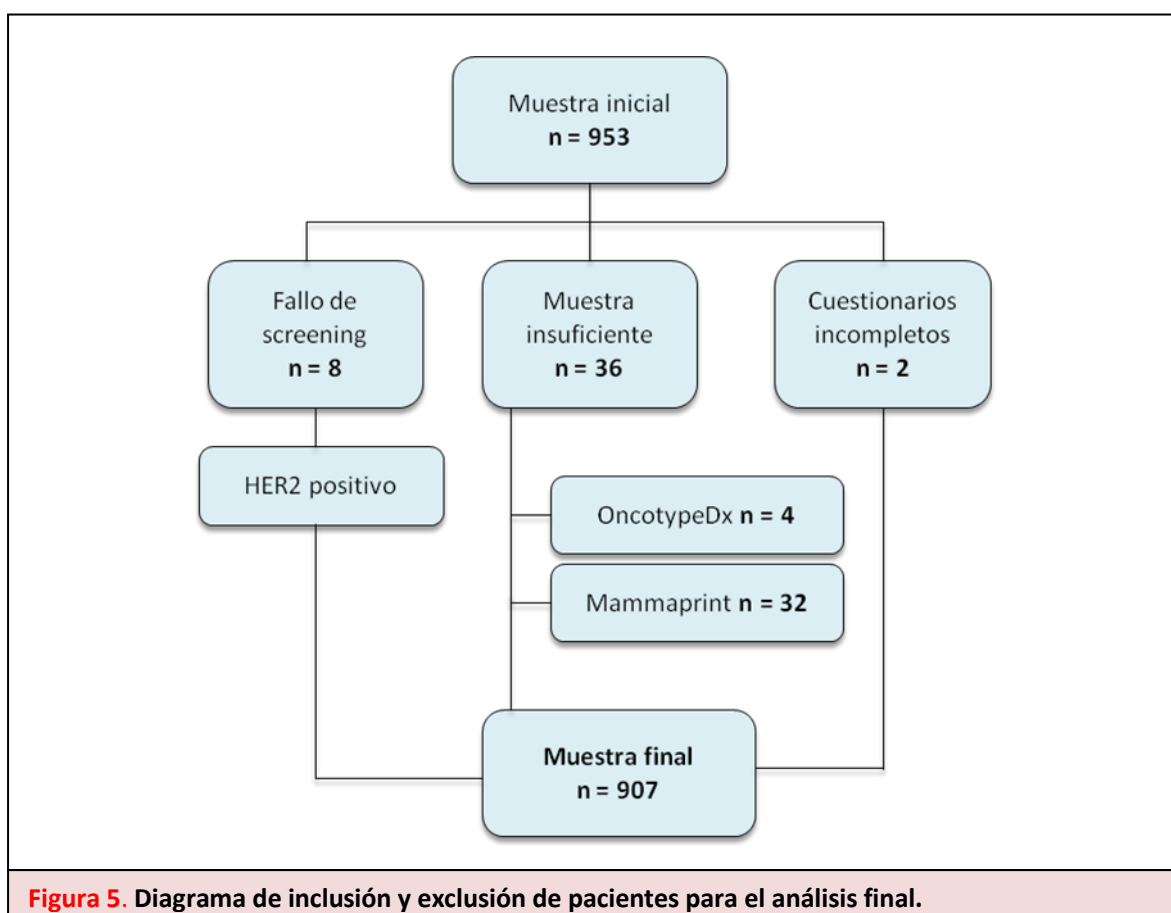 Muestra inicial
n = 953
Fallo de
screening
n = 8
Muestra
insuficiente
n = 36
Cuestionarios
incompletos
n = 2
HER2 positivo
OncotypeDx n = 4
Mammaprint n = 32
Muestra final
n = 907
Figura 5. Diagrama de inclusión y exclusión de pacientes para el análisis final.